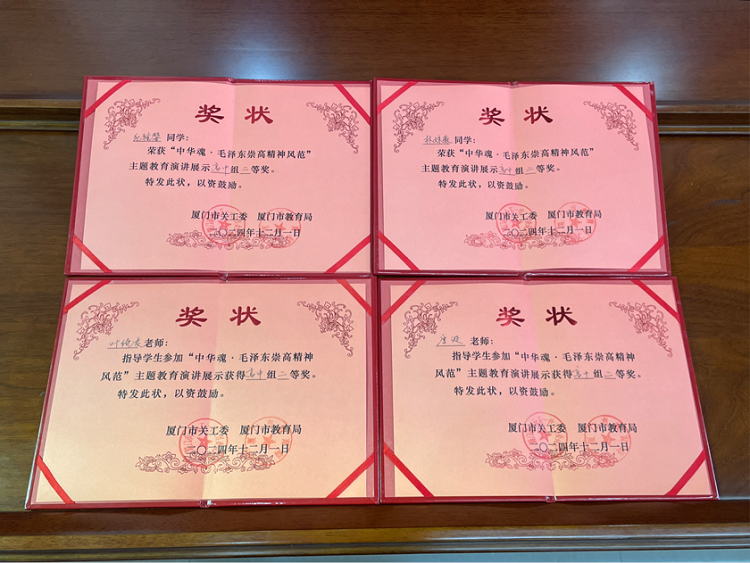 奖状
同学：
荣获“中华魂·毛泽东崇高精神风范”
主题教育演讲展示高中组二等奖。
特发此状，以资鼓励。
厦门市关工委 厦门市教育局
二〇二四年十二月一日
奖状
同学：
荣获“中华魂·毛泽东崇高精神风范”
主题教育演讲展示高中组二等奖。
特发此状，以资鼓励。
厦门市关工委 厦门市教育局
二〇二四年十二月一日
奖状
老师：
指导学生参加“中华魂·毛泽东崇高精神
风范”主题教育演讲展示获得高中组二等奖。
特发此状，以资鼓励。
厦门市关工委 厦门市教育局
二〇二四年十二月一日
奖状
老师：
指导学生参加“中华魂·毛泽东崇高精神
风范”主题教育演讲展示获得高中组二等奖。
特发此状，以资鼓励。
厦门市关工委 厦门市教育局
二〇二四年十二月一日